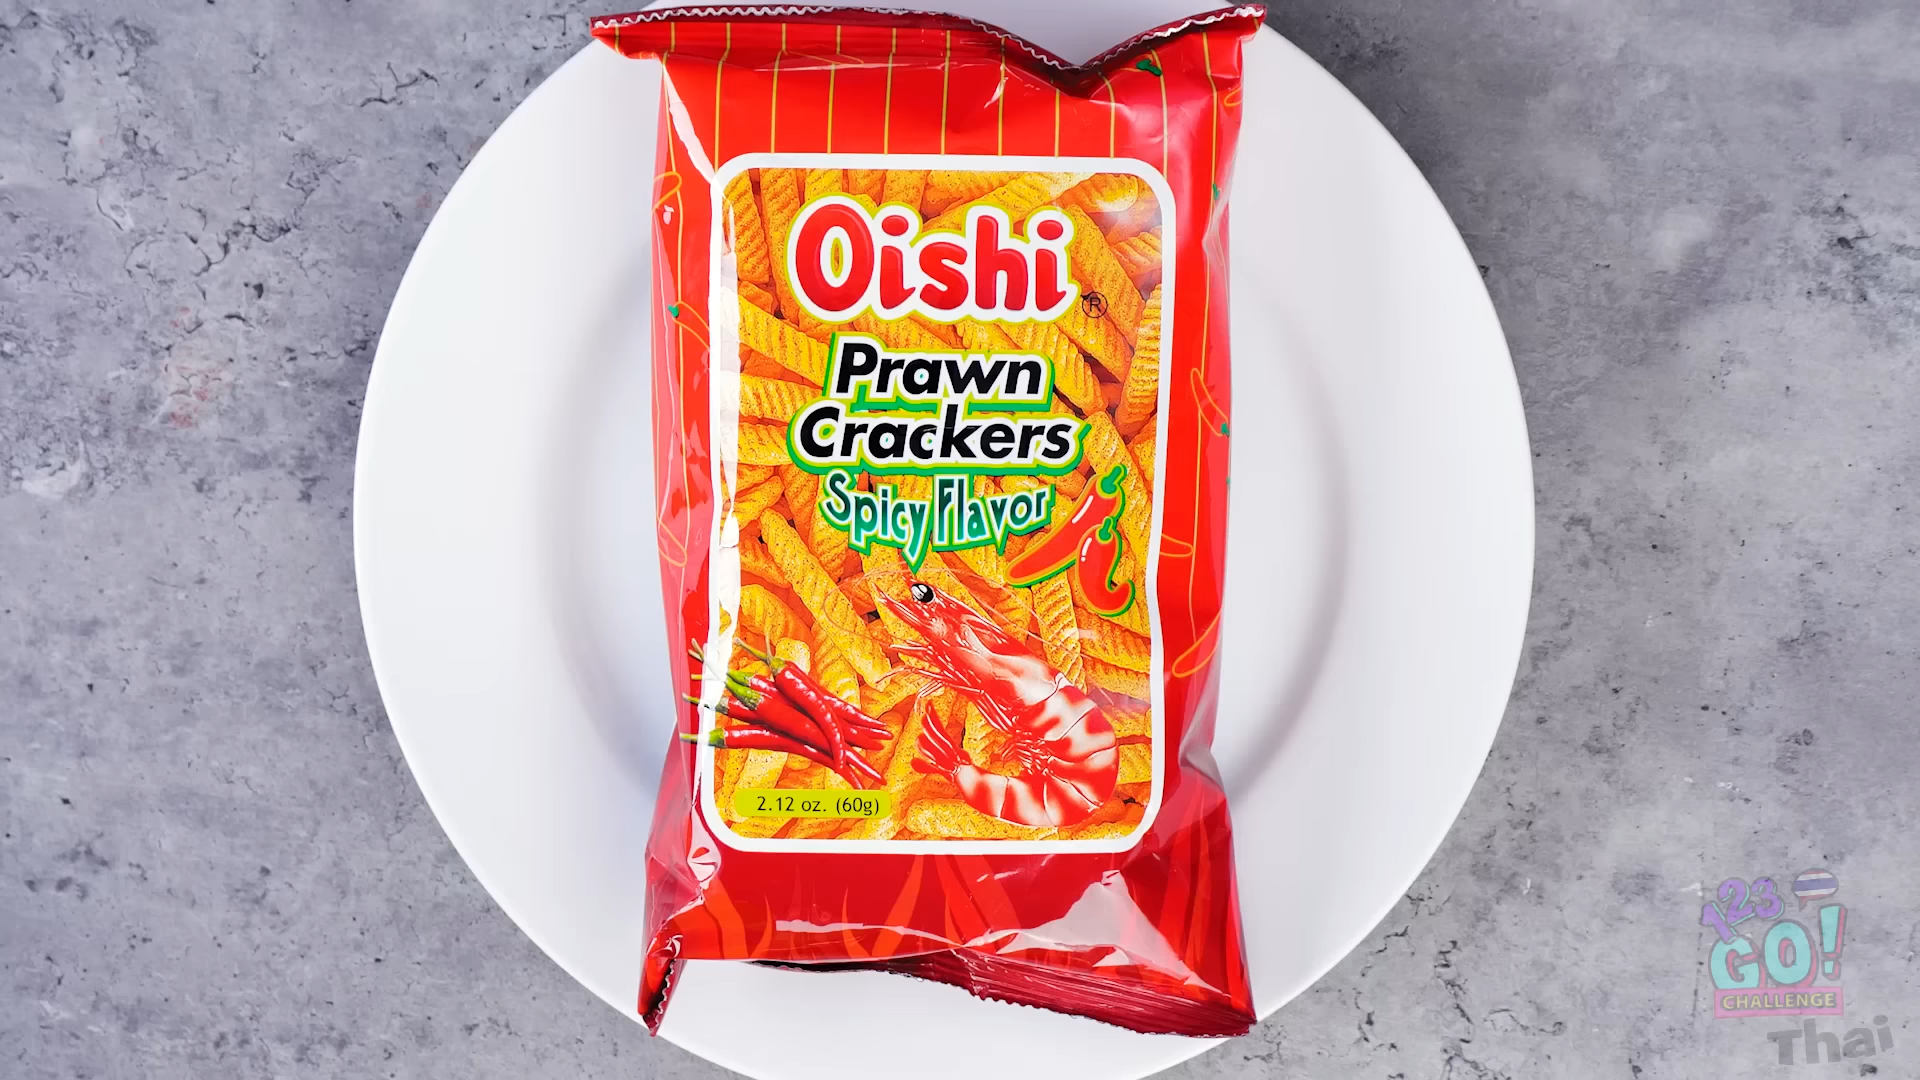 Oishi®
Prawn
Crackers
Spicy Flavor
2.12 oz. (60g)
123
GO!
CHALLENGE
Thai